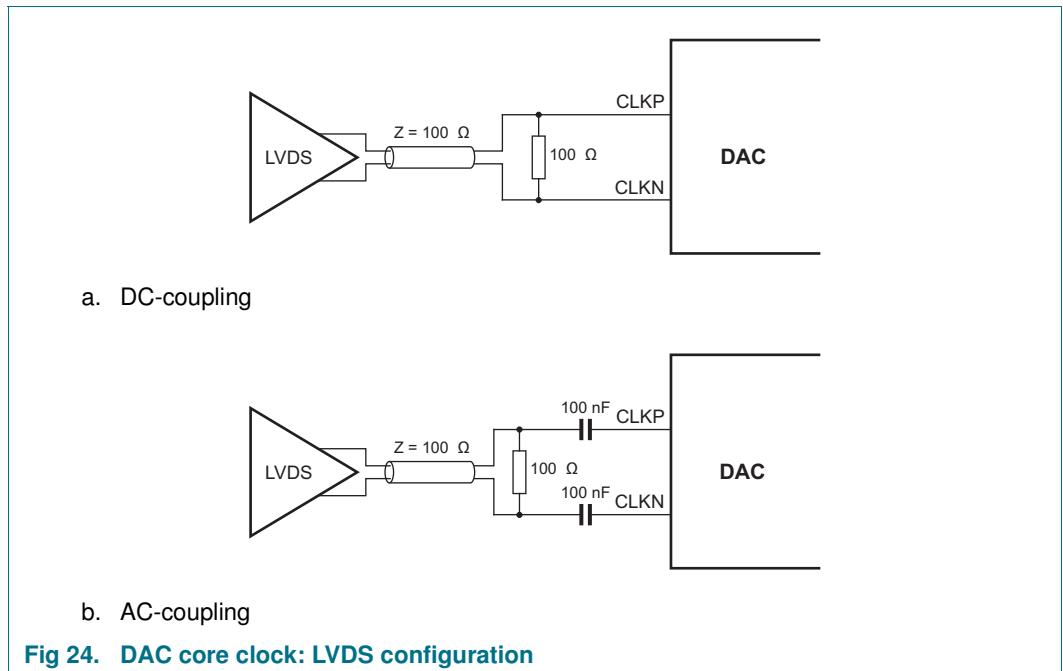 CLKP
Z = 100 Ω
LVDS
100 Ω
DAC
CLKN
a. DC-coupling
100 nF CLKP
Z = 100 Ω
LVDS
100 Ω
DAC
100 nF CLKN
b. AC-coupling
Fig 24. DAC core clock: LVDS configuration